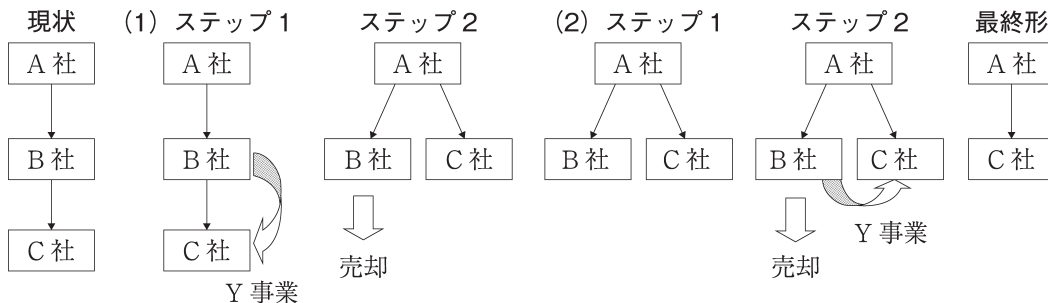 現状 (1) ステップ1 ステップ2 (2) ステップ1 ステップ2 最終形
A社 A社 A社 A社 A社 A社
B社 B社 B社 C社 B社 C社 B社 C社 C社
C社 C社 Y事業
売却 売却
Y事業